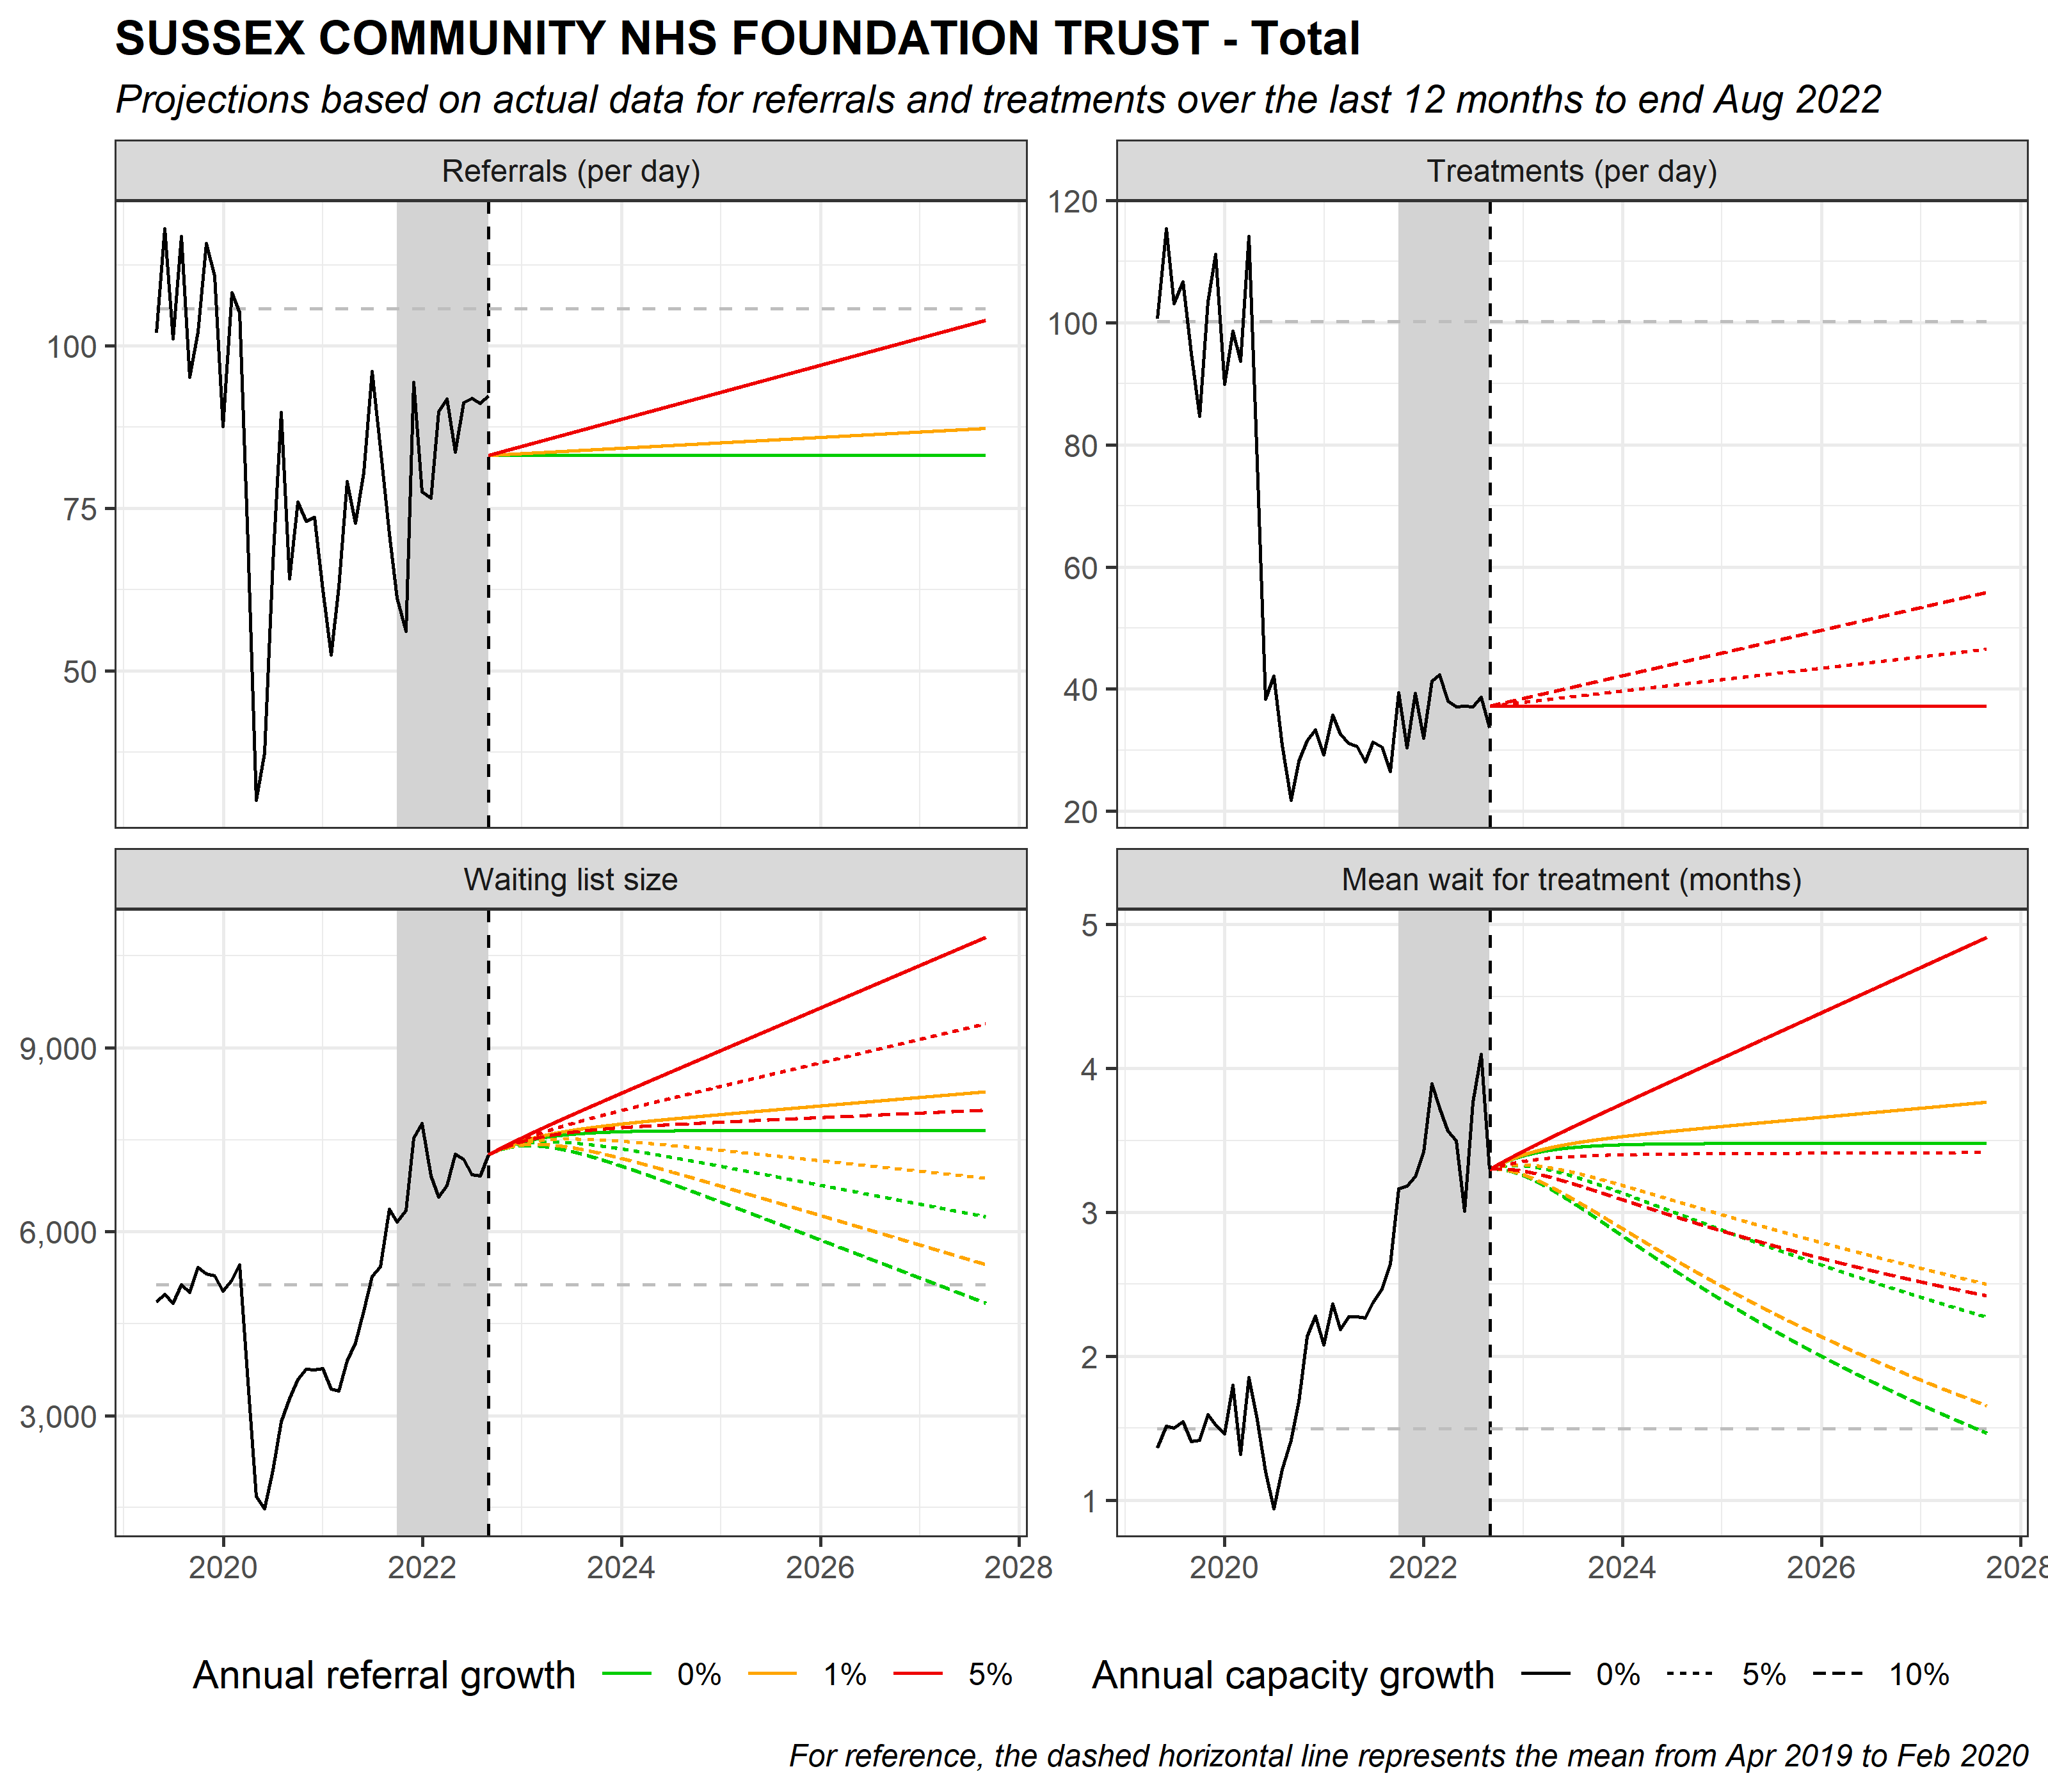 SUSSEX COMMUNITY NHS FOUNDATION TRUST - Total
Projections based on actual data for referrals and treatments over the last 12 months to end Aug 2022
Referrals (per day)
100
75
50
Treatments (per day)
120
100
80
60
40
20
Waiting list size
9,000
6,000
3,000
2020 2022 2024 2026 2028
Mean wait for treatment (months)
5
4
3
2
1
2020 2022 2024 2026 2028
Annual referral growth 0% 1% 5%
Annual capacity growth 0% 5% 10%
For reference, the dashed horizontal line represents the mean from Apr 2019 to Feb 2020